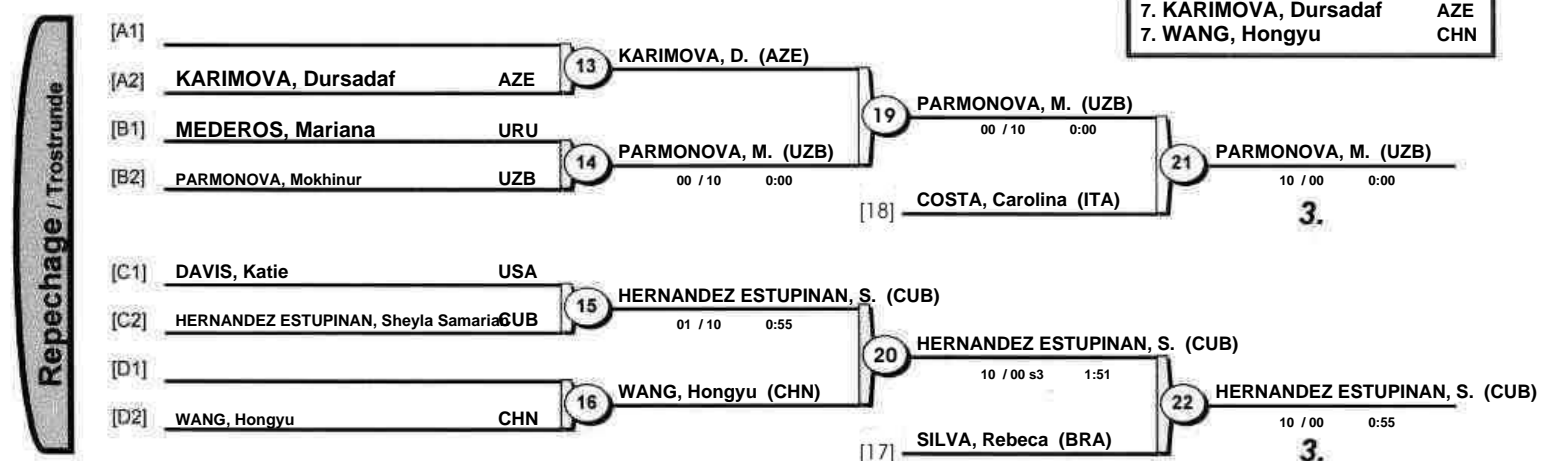 7. KARIMOVA, Dursadaf AZE
7. WANG, Hongyu CHN
Repechage / Trostrunde
[A1]
[A2] KARIMOVA, Dursadaf AZE
13 KARIMOVA, D. (AZE)
[B1] MEDEROS, Mariana URU
[B2] PARMONOVA, Mokhinur UZB
14 PARMONOVA, M. (UZB)
00 / 10 0:00
19 PARMONOVA, M. (UZB)
00 / 10 0:00
[18] COSTA, Carolina (ITA)
21 PARMONOVA, M. (UZB)
10 / 00 0:00
3.
[C1] DAVIS, Katie USA
[C2] HERNANDEZ ESTUPINAN, Sheyla Samariai CUB
15 HERNANDEZ ESTUPINAN, S. (CUB)
01 / 10 0:55
[D1]
[D2] WANG, Hongyu CHN
16 WANG, Hongyu (CHN)
20 HERNANDEZ ESTUPINAN, S. (CUB)
10 / 00 s3 1:51
[17] SILVA, Rebeca (BRA)
22 HERNANDEZ ESTUPINAN, S. (CUB)
10 / 00 0:55
3.